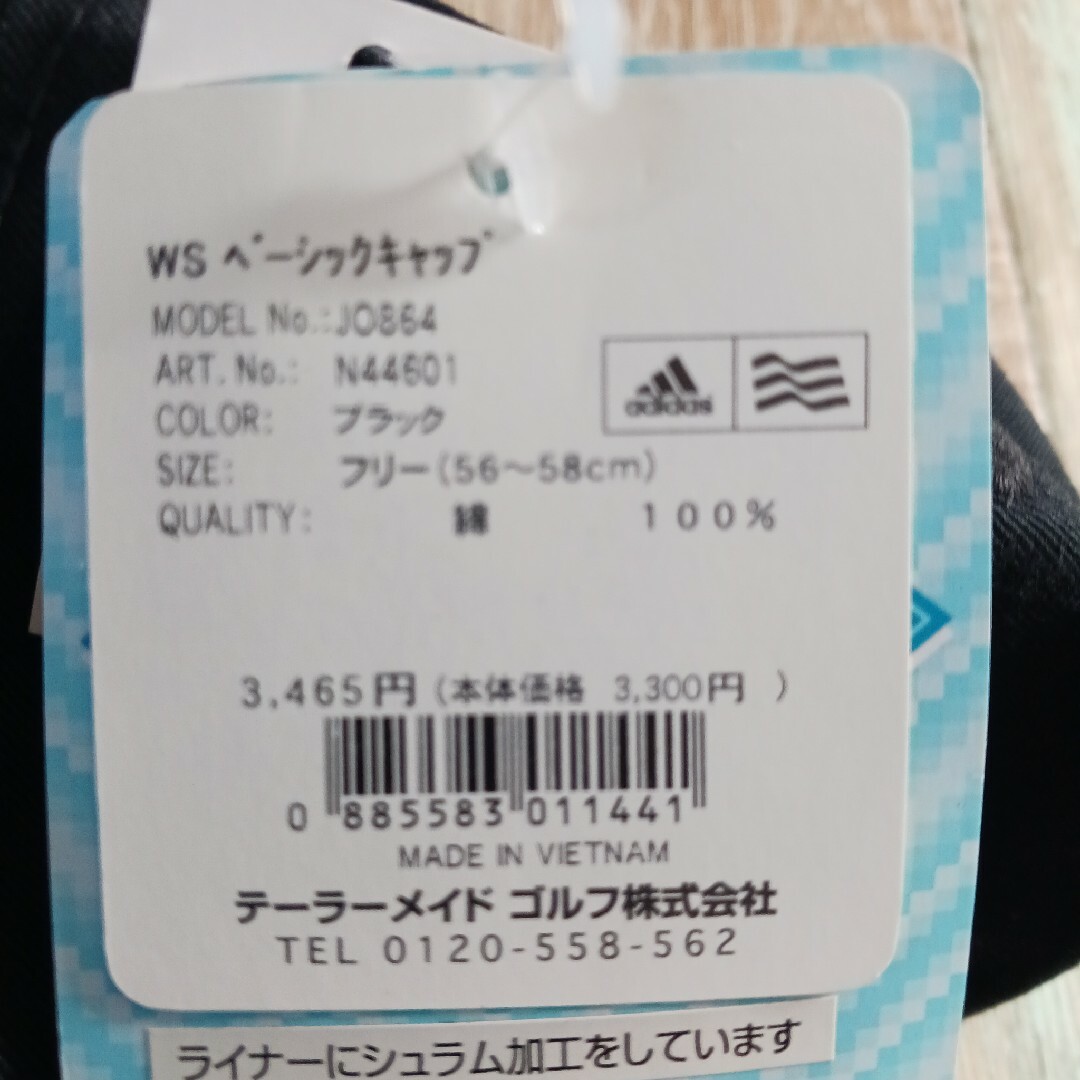 WS ベーシックキャップ
MODEL No.:JO864
ART. No.: N44601
COLOR: ブラック
adidas
SIZE: フリー(56～58cm)
QUALITY: 綿 100%
3,465円(本体価格 3,300円 )
0 885583 011441
MADE IN VIETNAM
テーラーメイド ゴルフ株式会社
TEL 0120-558-562
ライナーにシュラム加工をしています